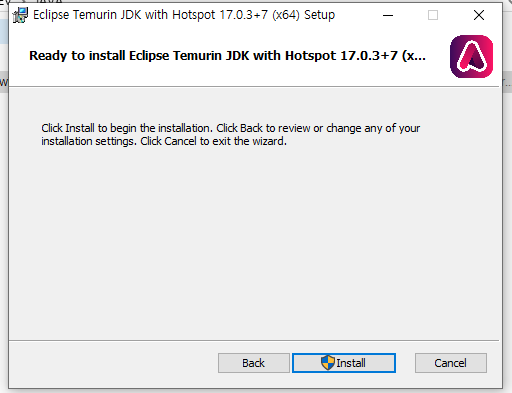 Eclipse Temurin JDK with Hotspot 17.0.3+7 (x64) Setup
Ready to install Eclipse Temurin JDK with Hotspot 17.0.3+7 (x...
Click Install to begin the installation. Click Back to review or change any of your
installation settings. Click Cancel to exit the wizard.
Back
Install
Cancel